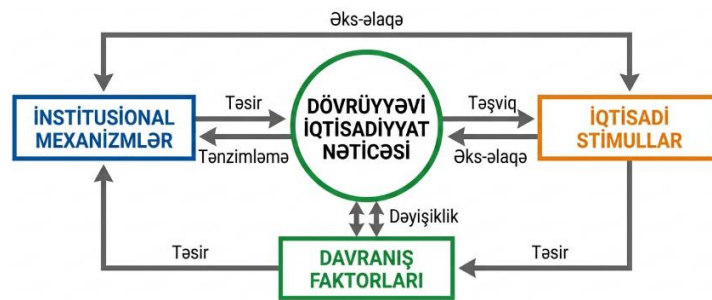 Əks-əlaqə
İNSTİTUSİONAL
MEXANİZMLƏR
Təsir
Tənzimləmə
DÖVRÜYYƏVİ
İQTİSADİYYAT
NƏTİCƏSİ
Təşviq
Əks-əlaqə
İQTİSADİ
STİMULLAR
Dəyişiklik
Təsir
DAVRANIŞ
FAKTORLARI
Təsir